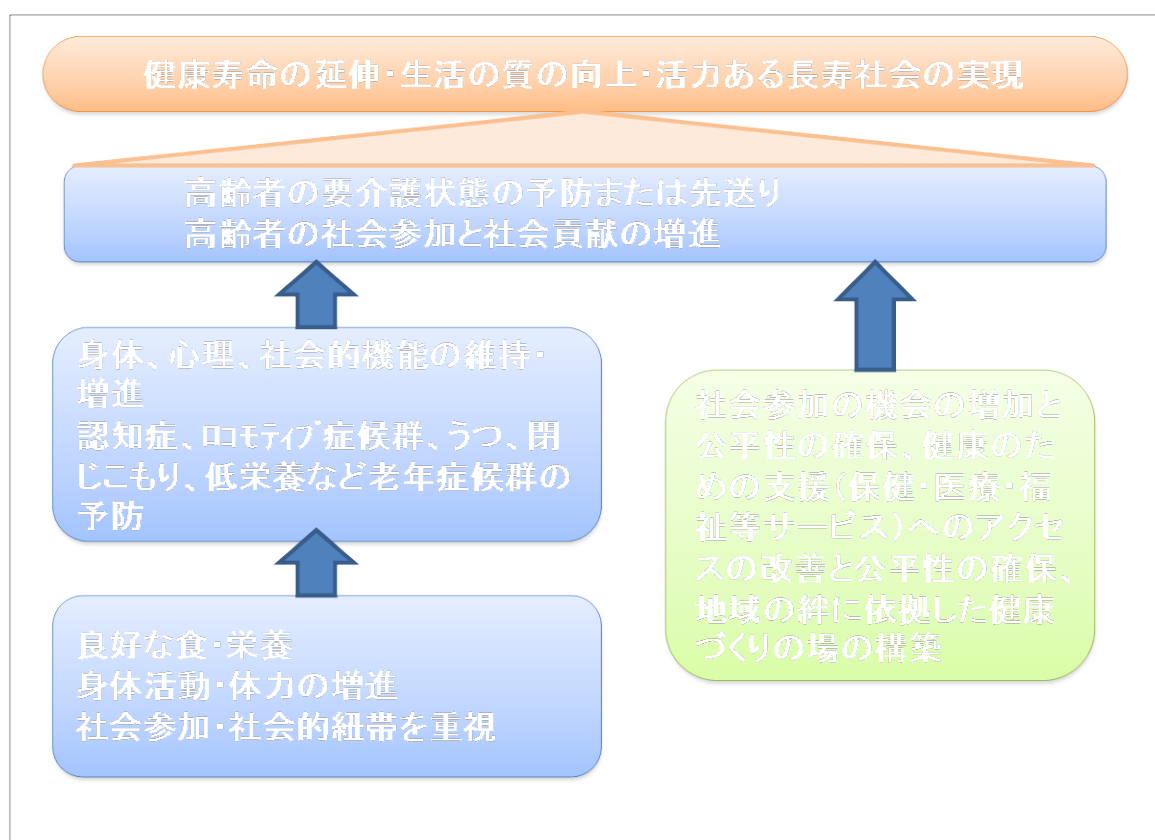 健康寿命の延伸･生活の質の向上･活力ある長寿社会の実現
高齢者の要介護状態の予防または先送り
高齢者の社会参加と社会貢献の増進
身体、心理、社会的機能の維持･
増進
認知症、ﾛｺﾓﾃｨﾌﾞ症候群、うつ、閉
じこもり、低栄養など老年症候群の
予防
良好な食･栄養
身体活動･体力の増進
社会参加･社会的紐帯を重視
社会参加の機会の増加と
公平性の確保、健康のた
めの支援(保健･医療･福
祉等サービス)へのアクセ
スの改善と公平性の確保、
地域の絆に依拠した健康
づくりの場の構築